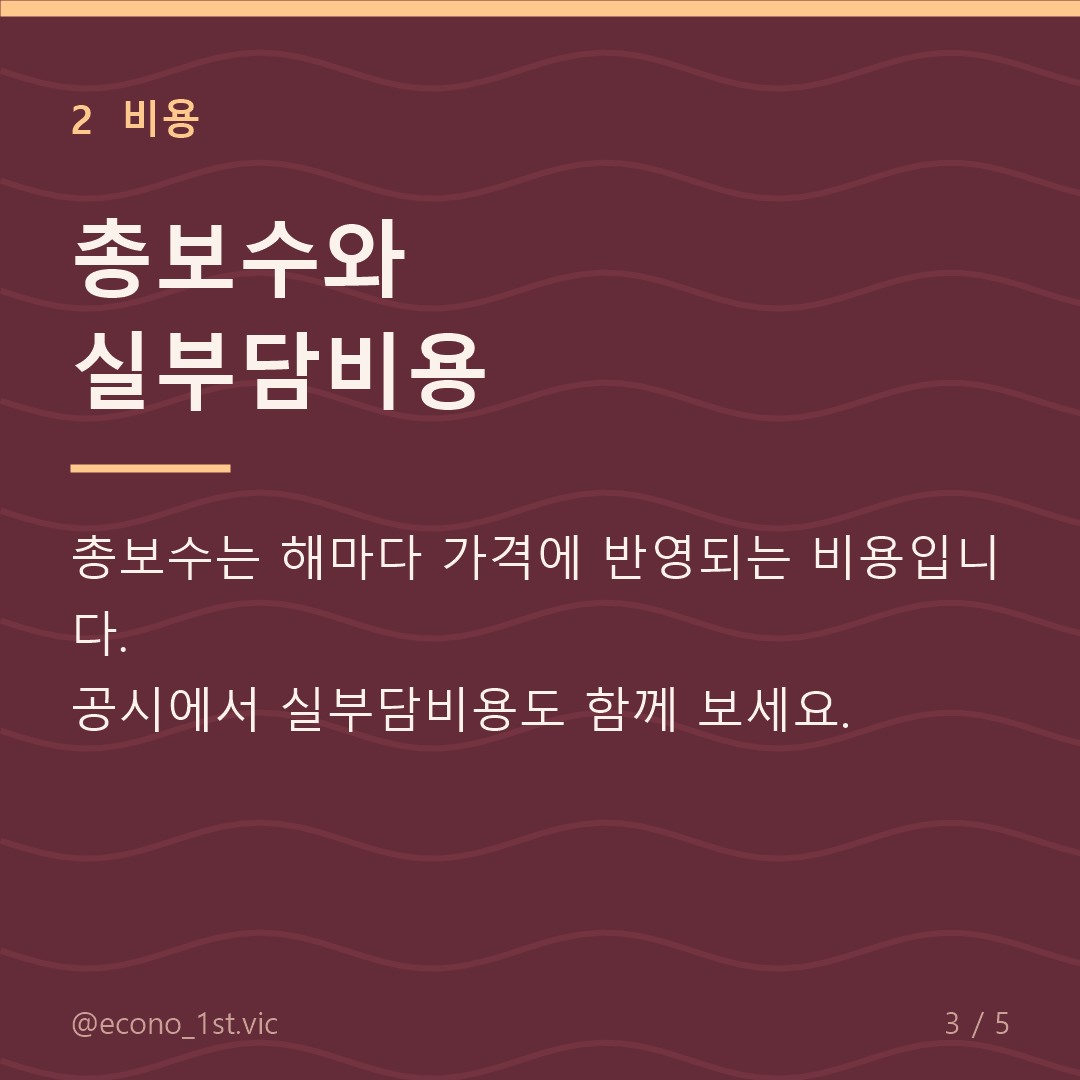 2 비용
총보수와
실부담비용
총보수는 해마다 가격에 반영되는 비용입니
다.
공시에서 실부담비용도 함께 보세요.
@econo_1st.vic
3 / 5